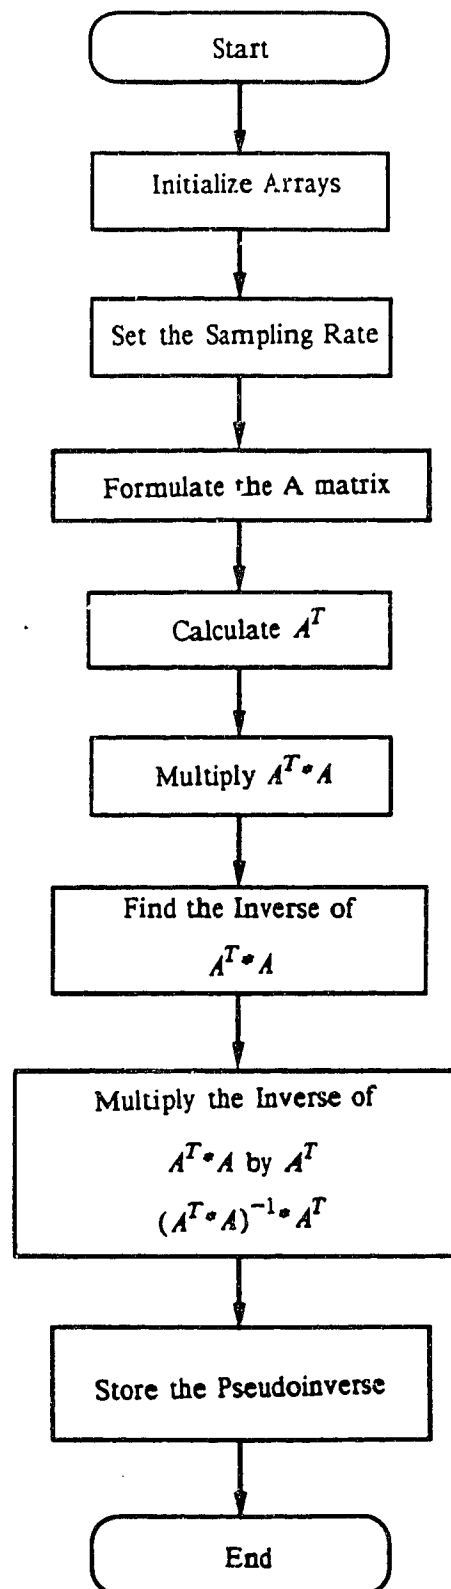 Start
Initialize Arrays
Set the Sampling Rate
Formulate the A matrix
Calculate A^T
Multiply A^T * A
Find the Inverse of
A^T * A
Multiply the Inverse of
A^T * A by A^T
(A^T * A)^-1 * A^T
Store the Pseudoinverse
End